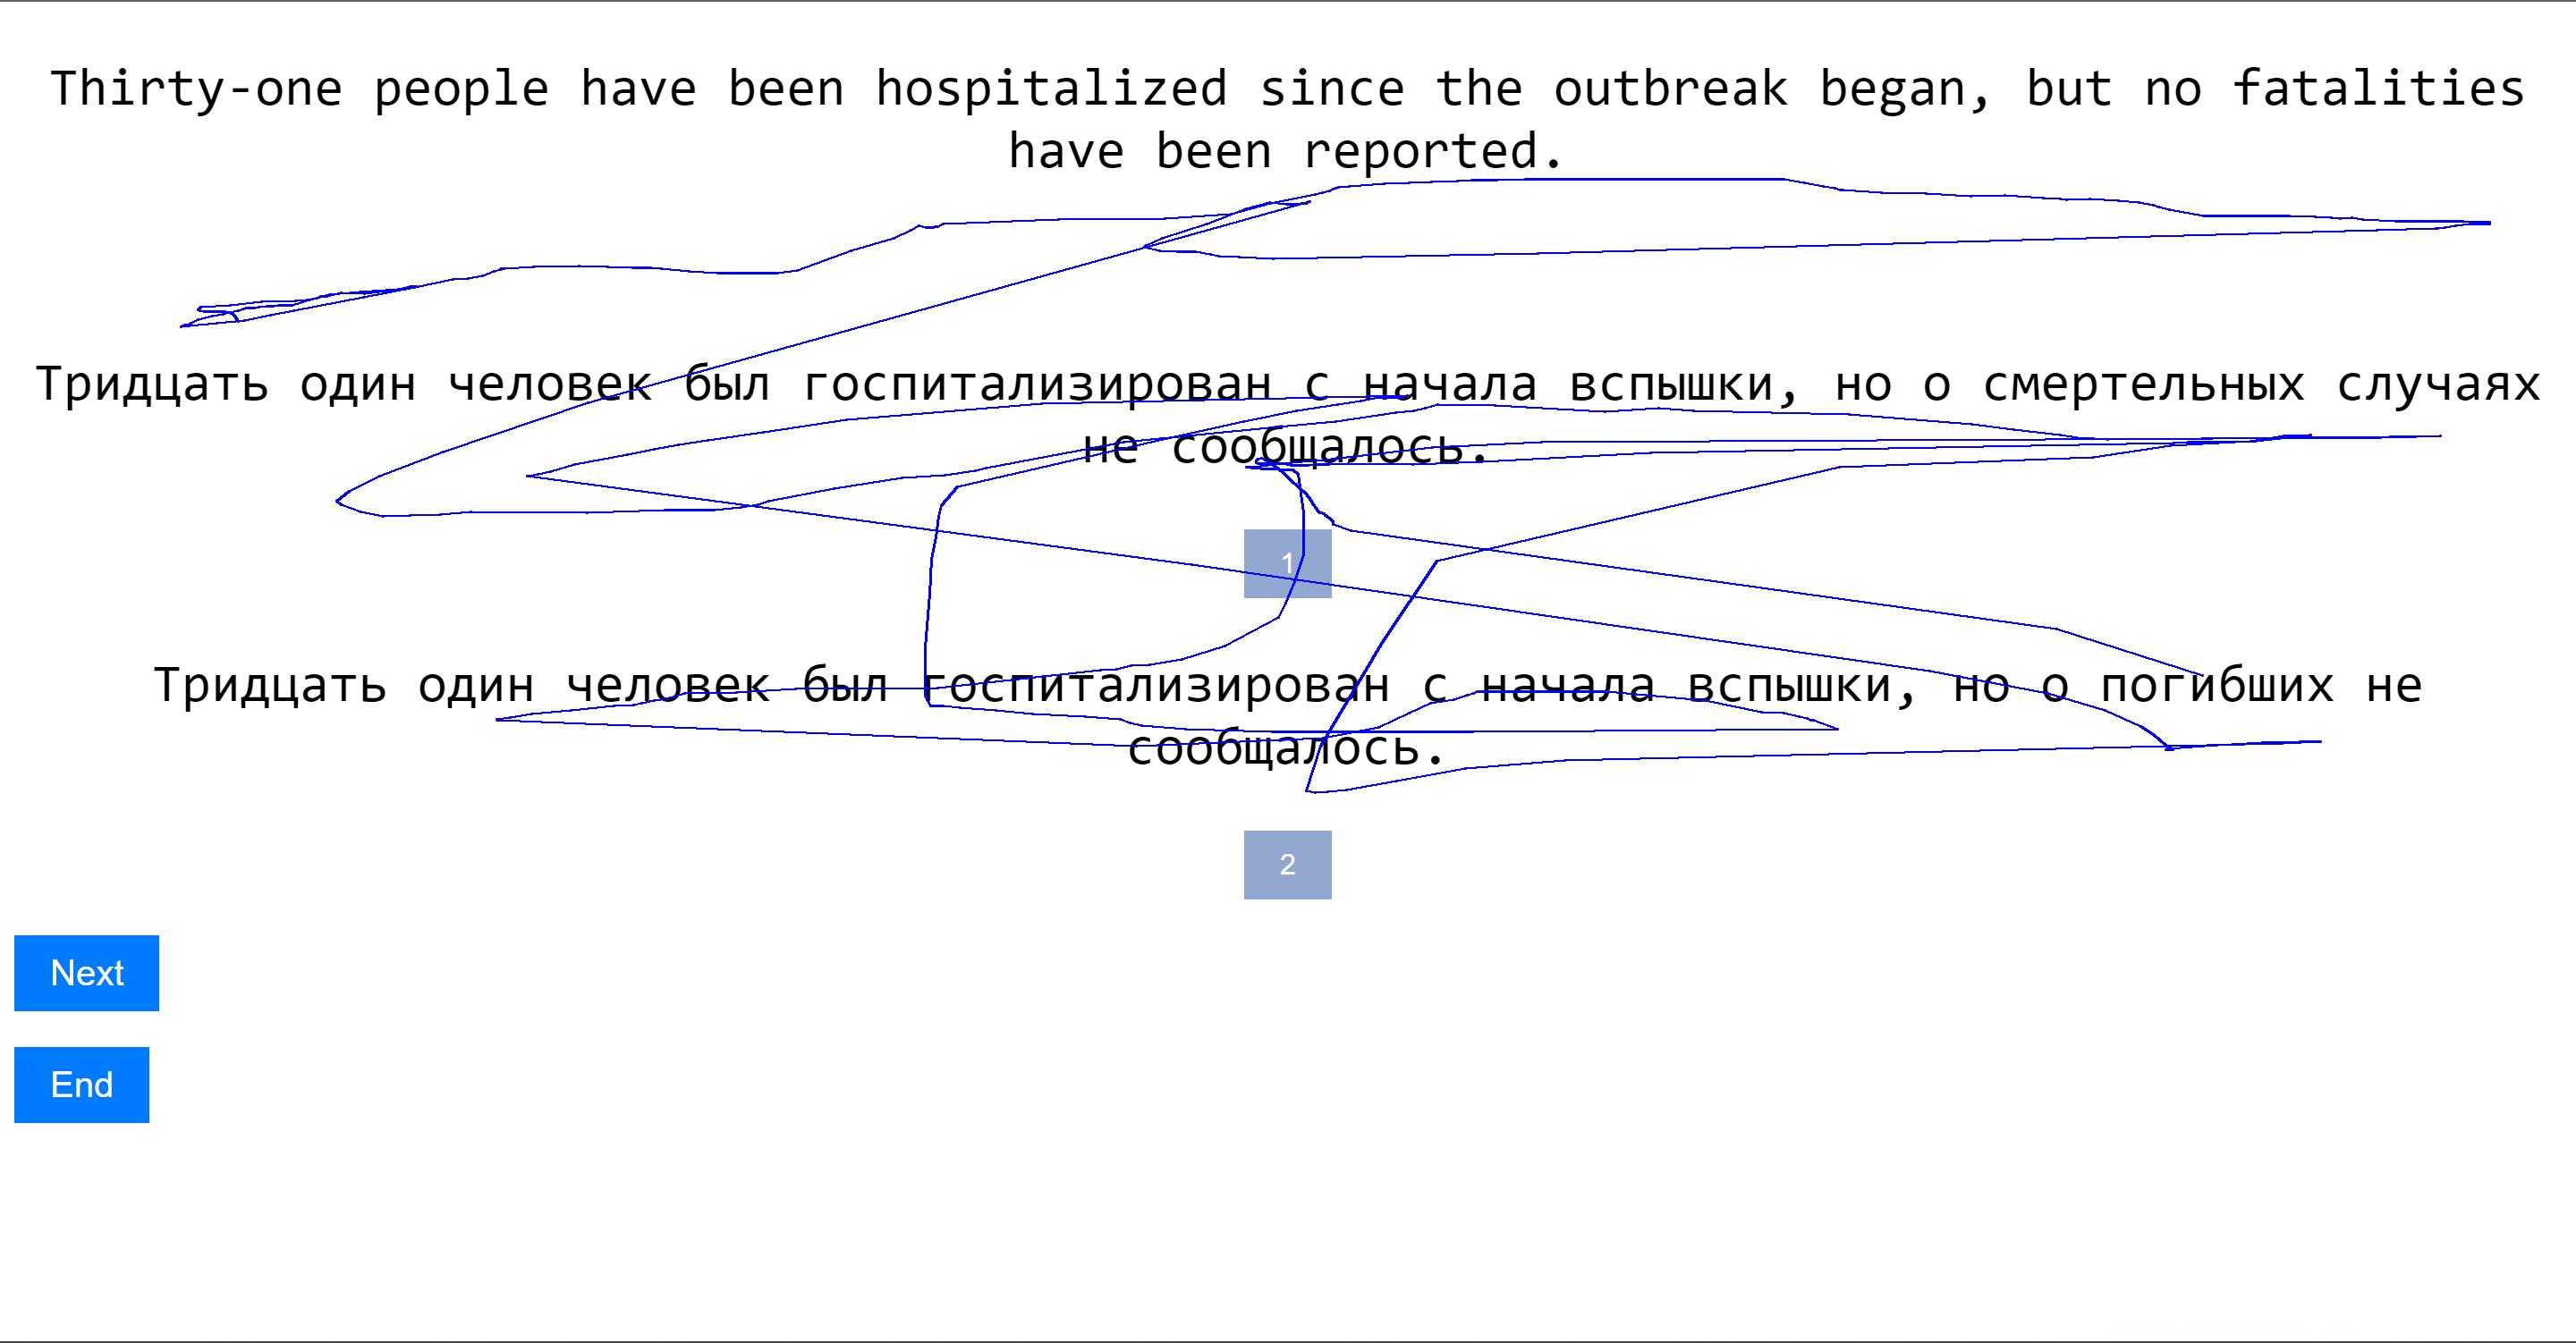 Thirty-one people have been hospitalized since the outbreak began, but no fatalities
have been reported.
Тридцать один человек был госпитализирован с начала вспышки, но о смертельных случаях
не сообщалось.
1
Тридцать один человек был госпитализирован с начала вспышки, но о погибших не
сообщалось.
2
Next
End